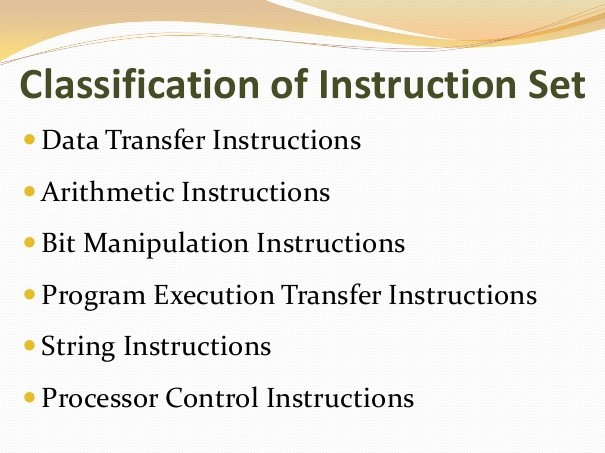 Classification of Instruction Set
Data Transfer Instructions
Arithmetic Instructions
Bit Manipulation Instructions
Program Execution Transfer Instructions
String Instructions
Processor Control Instructions